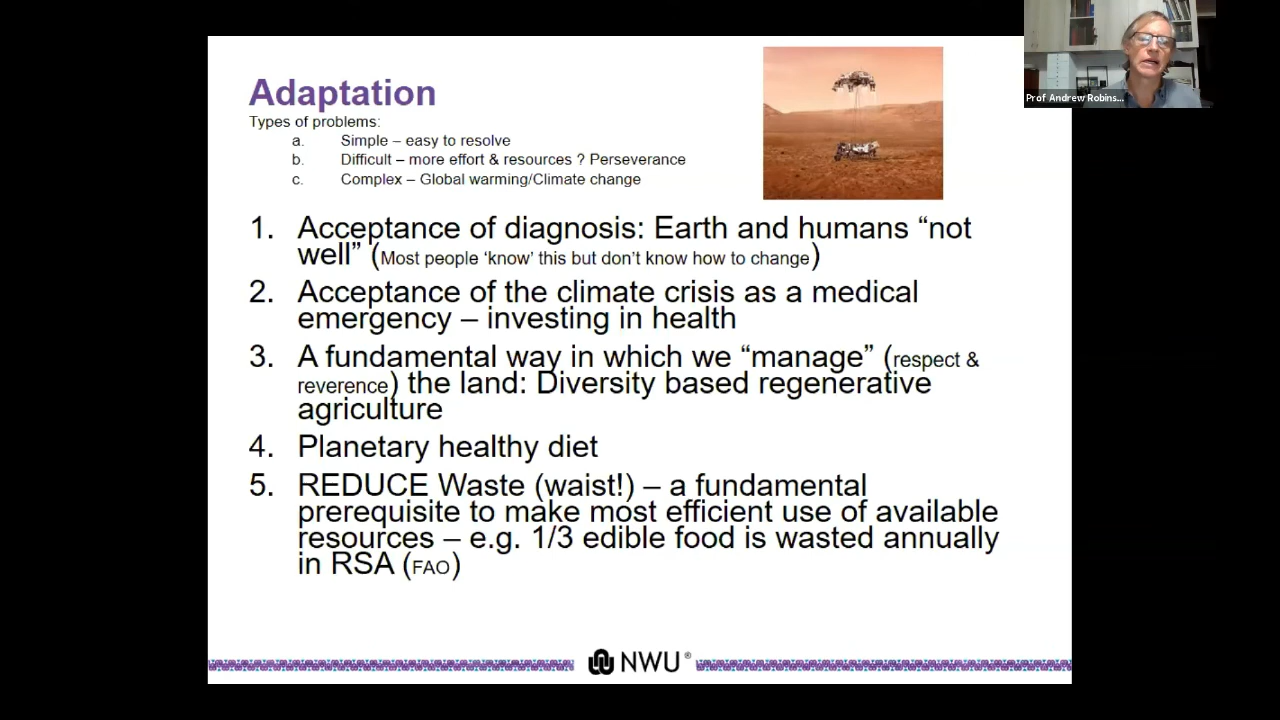 Adaptation
Types of problems:
a. Simple – easy to resolve
b. Difficult – more effort & resources ? Perseverance
c. Complex – Global warming/Climate change
1. Acceptance of diagnosis: Earth and humans “not
well” (Most people ‘know’ this but don’t know how to change)
2. Acceptance of the climate crisis as a medical
emergency – investing in health
3. A fundamental way in which we “manage” (respect &
reverence) the land: Diversity based regenerative
agriculture
4. Planetary healthy diet
5. REDUCE Waste (waist!) – a fundamental
prerequisite to make most efficient use of available
resources – e.g. 1/3 edible food is wasted annually
in RSA (FAO)
NWU®
Prof Andrew Robins...